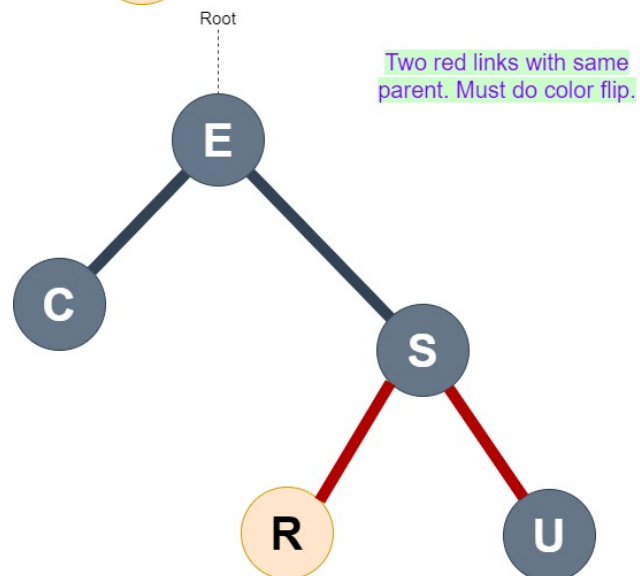 Root
Two red links with same
parent. Must do color flip.
E
C
S
R
U